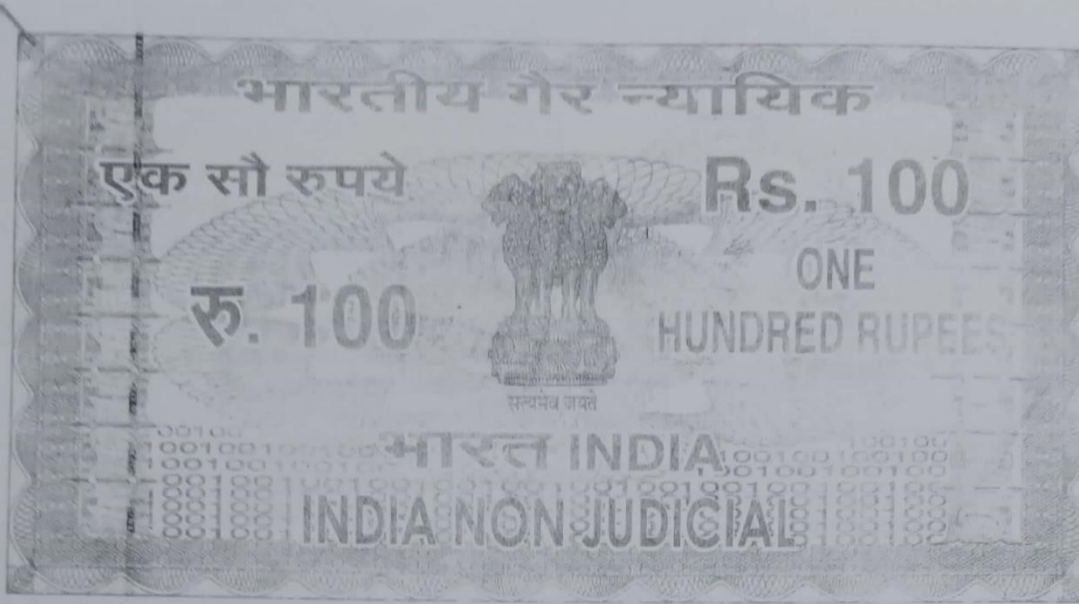 भारतीय गैर न्यायिक
एक सौ रुपये
Rs. 100
रु. 100
ONE
HUNDRED RUPEES
सत्यमेव जयते
भारत INDIA
INDIA NON JUDICIAL